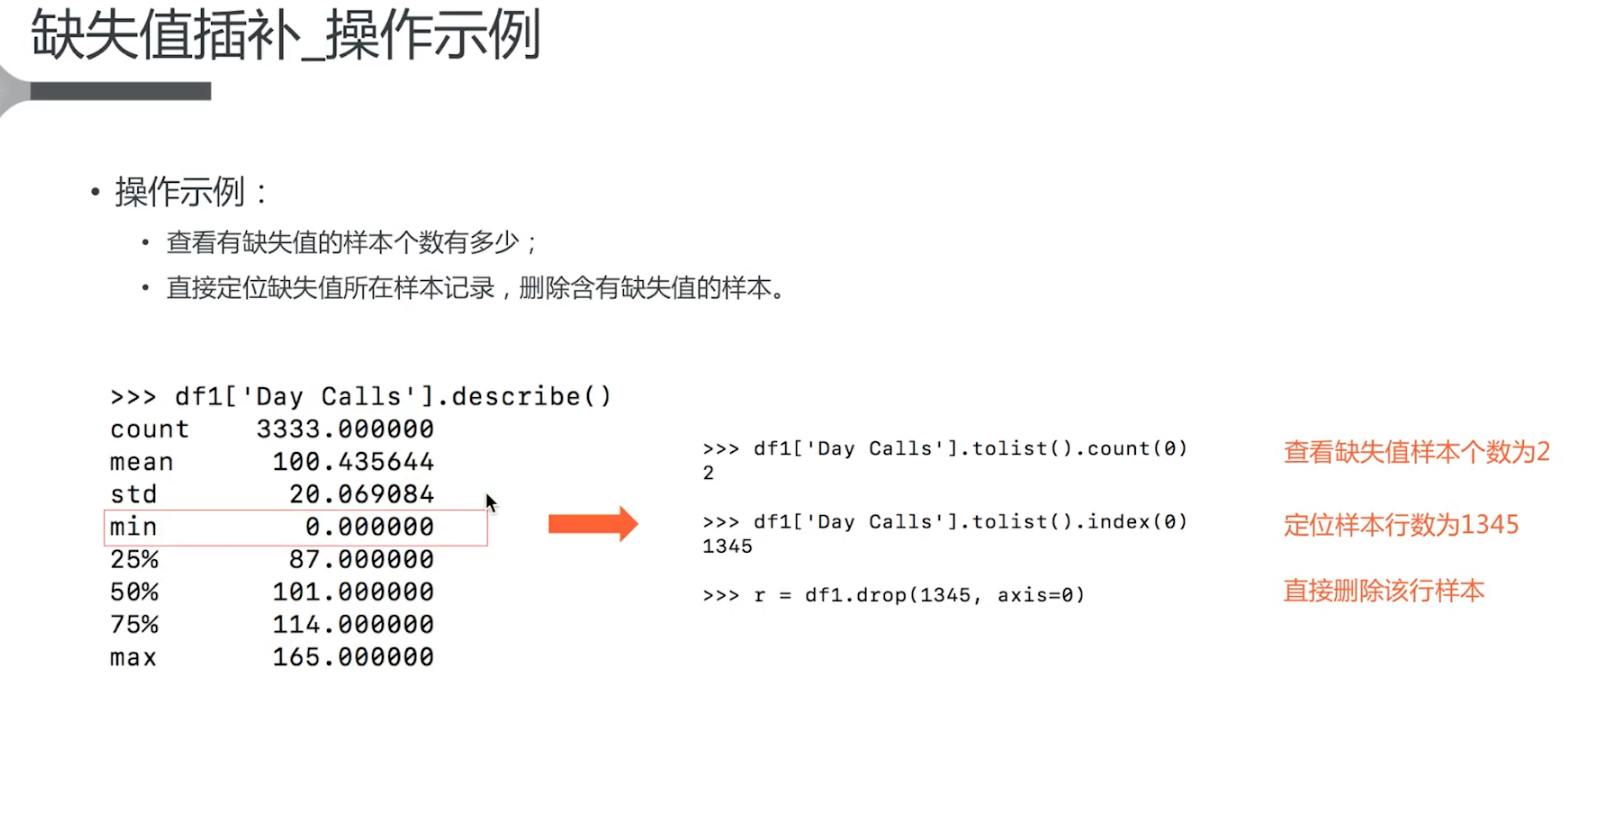 缺失值插补_操作示例
• 操作示例：
• 查看有缺失值的样本个数有多少；
• 直接定位缺失值所在样本记录，删除含有缺失值的样本。
>>> df1['Day Calls'].describe()
count 3333.000000
mean 100.435644
std 20.069084
min 0.000000
25% 87.000000
50% 101.000000
75% 114.000000
max 165.000000
>>> df1['Day Calls'].tolist().count(0) 查看缺失值样本个数为2
2
>>> df1['Day Calls'].tolist().index(0) 定位样本行数为1345
1345
>>> r = df1.drop(1345, axis=0) 直接删除该行样本